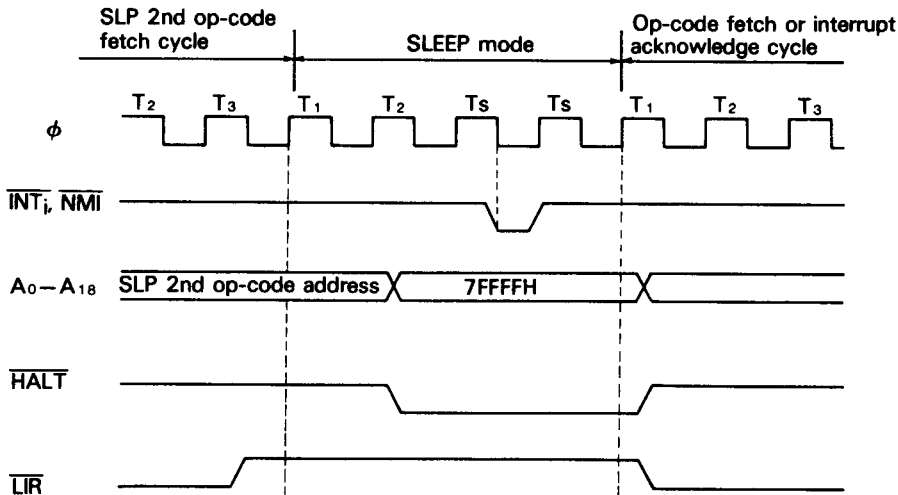 SLP 2nd op-code
fetch cycle
SLEEP mode
Op-code fetch or interrupt
acknowledge cycle
T2 T3 T1 T2 Ts Ts T1 T2 T3
ϕ
INTi, NMI
A0–A18 SLP 2nd op-code address 7FFFFH
HALT
LIR